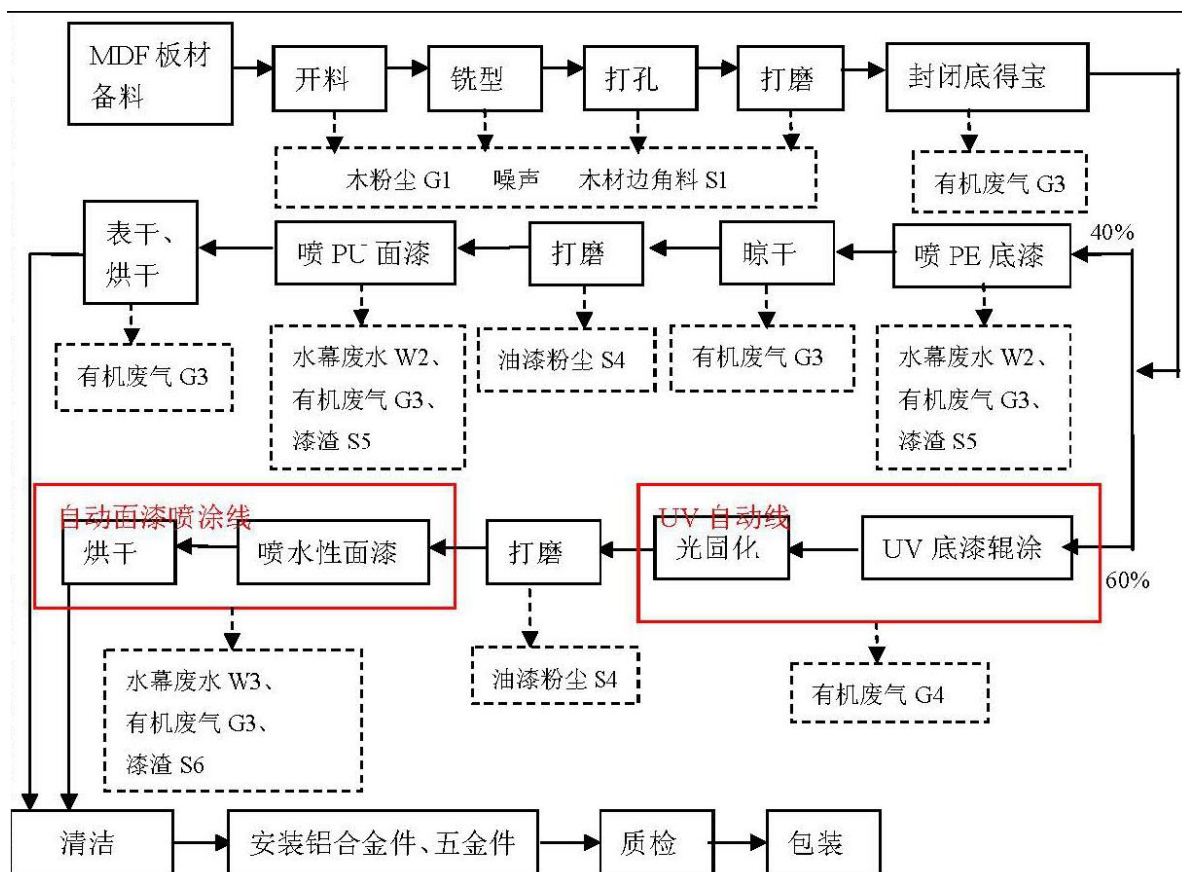 MDF 板材
备料
开料
铣型
打孔
打磨
封闭底得宝
木粉尘 G1 噪声 木材边角料 S1
有机废气 G3
表干、
烘干
喷 PU 面漆
打磨
晾干
喷 PE 底漆
40%
有机废气 G3
水幕废水 W2、
有机废气 G3、
漆渣 S5
油漆粉尘 S4
有机废气 G3
水幕废水 W2、
有机废气 G3、
漆渣 S5
自动面漆喷涂线
烘干
喷水性面漆
打磨
UV 自动线
光固化
UV 底漆辊涂
60%
水幕废水 W3、
有机废气 G3、
漆渣 S6
油漆粉尘 S4
有机废气 G4
清洁
安装铝合金件、五金件
质检
包装